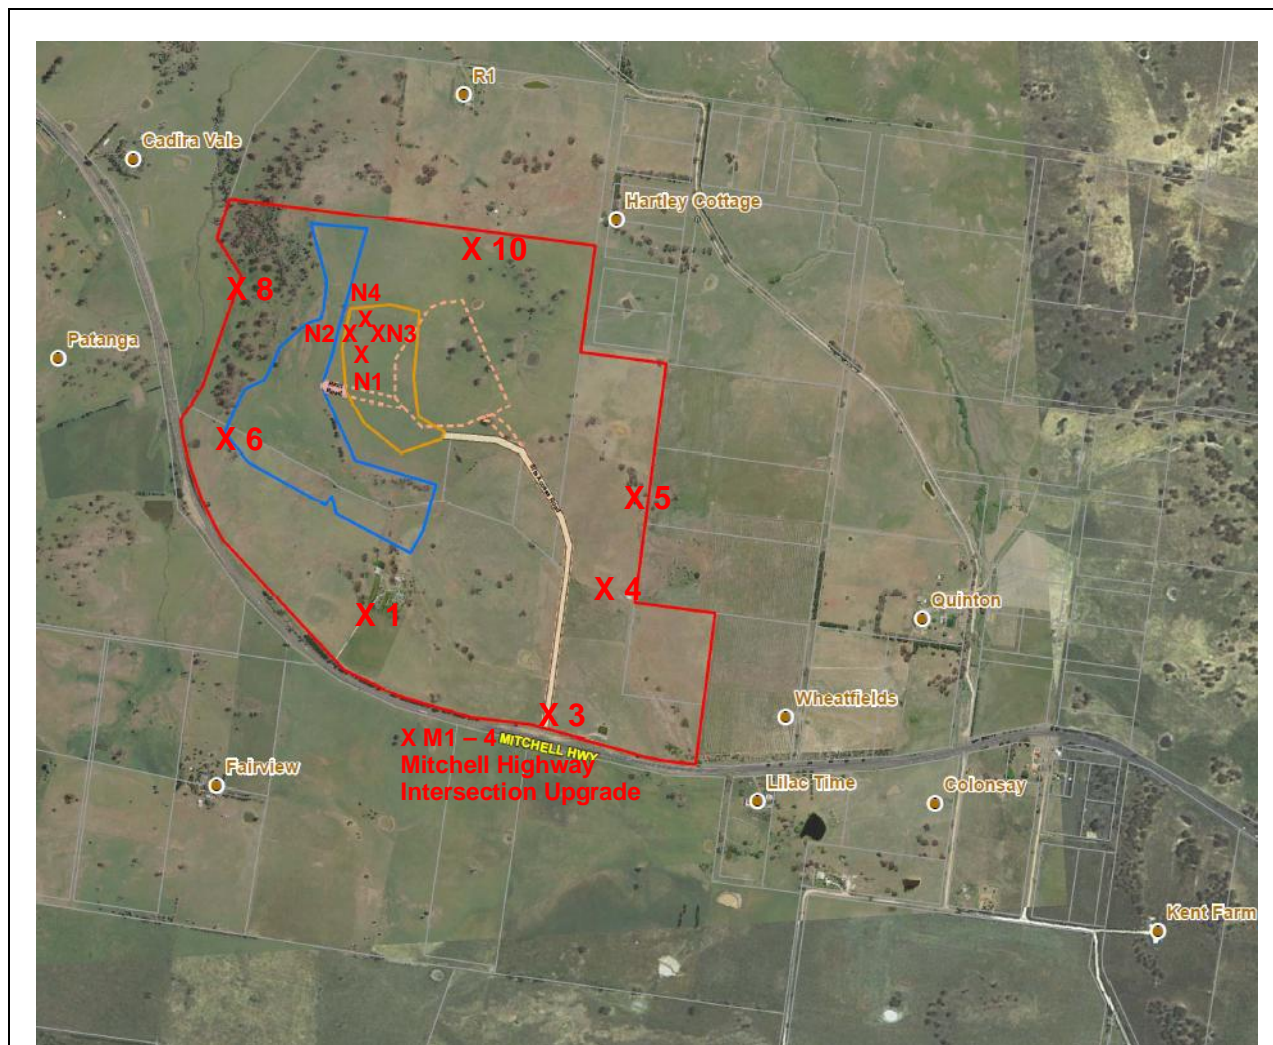 R1
Cadira Vale
Hartley Cottage
X 10
X 8
N4
X
N2 X XN3
X
N1
Patanga
X 6
X 5
X 4
Quinton
X 1
Wheatfields
X 3
X M1 – 4
MITCHELL HWY
Mitchell Highway
Intersection Upgrade
Fairview
Lilac Time
Colonsay
Kent Farm